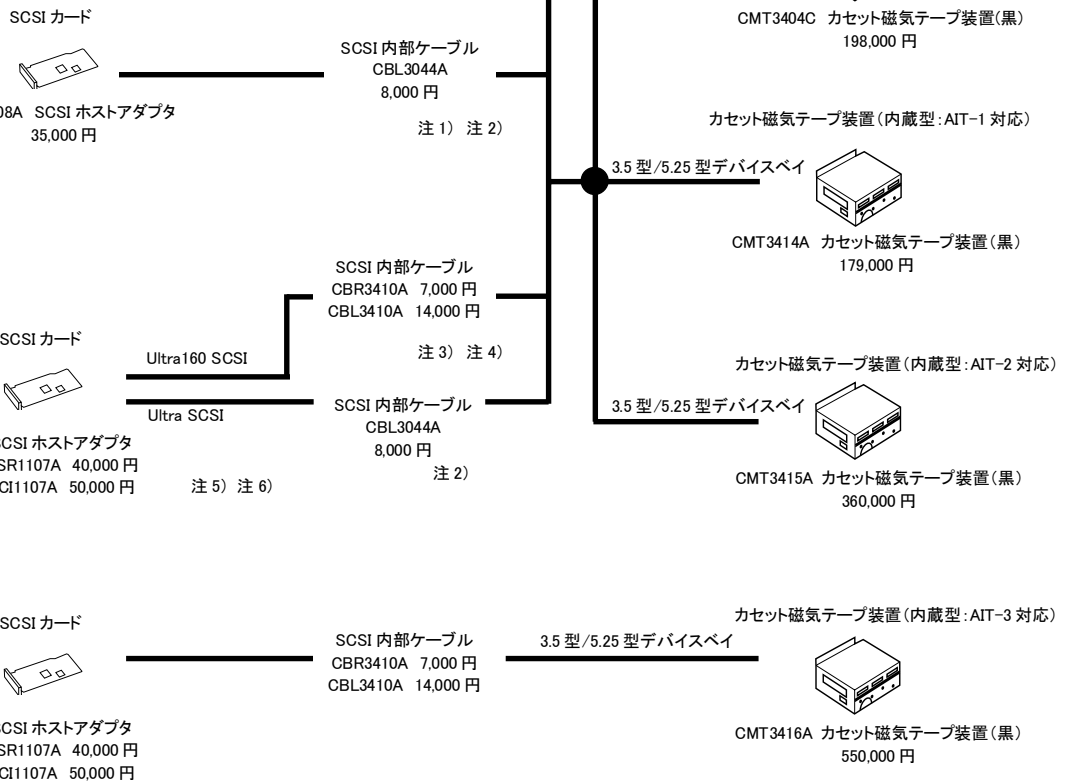 SCSI カード
08A SCSI ホストアダプタ
35,000 円
SCSI 内部ケーブル
CBL3044A
8,000 円
注 1) 注 2)
CMT3404C カセット磁気テープ装置(黒)
198,000 円
カセット磁気テープ装置(内蔵型:AIT-1 対応)
3.5 型/5.25 型デバイスベイ
CMT3414A カセット磁気テープ装置(黒)
179,000 円
SCSI 内部ケーブル
CBR3410A 7,000 円
CBL3410A 14,000 円
注 3) 注 4)
SCSI カード
Ultra160 SCSI
Ultra SCSI
SCSI ホストアダプタ
SR1107A 40,000 円
CI1107A 50,000 円
注 5) 注 6)
SCSI 内部ケーブル
CBL3044A
8,000 円
注 2)
カセット磁気テープ装置(内蔵型:AIT-2 対応)
3.5 型/5.25 型デバイスベイ
CMT3415A カセット磁気テープ装置(黒)
360,000 円
SCSI カード
SCSI ホストアダプタ
SR1107A 40,000 円
CI1107A 50,000 円
SCSI 内部ケーブル
CBR3410A 7,000 円
CBL3410A 14,000 円
3.5 型/5.25 型デバイスベイ
カセット磁気テープ装置(内蔵型:AIT-3 対応)
CMT3416A カセット磁気テープ装置(黒)
550,000 円